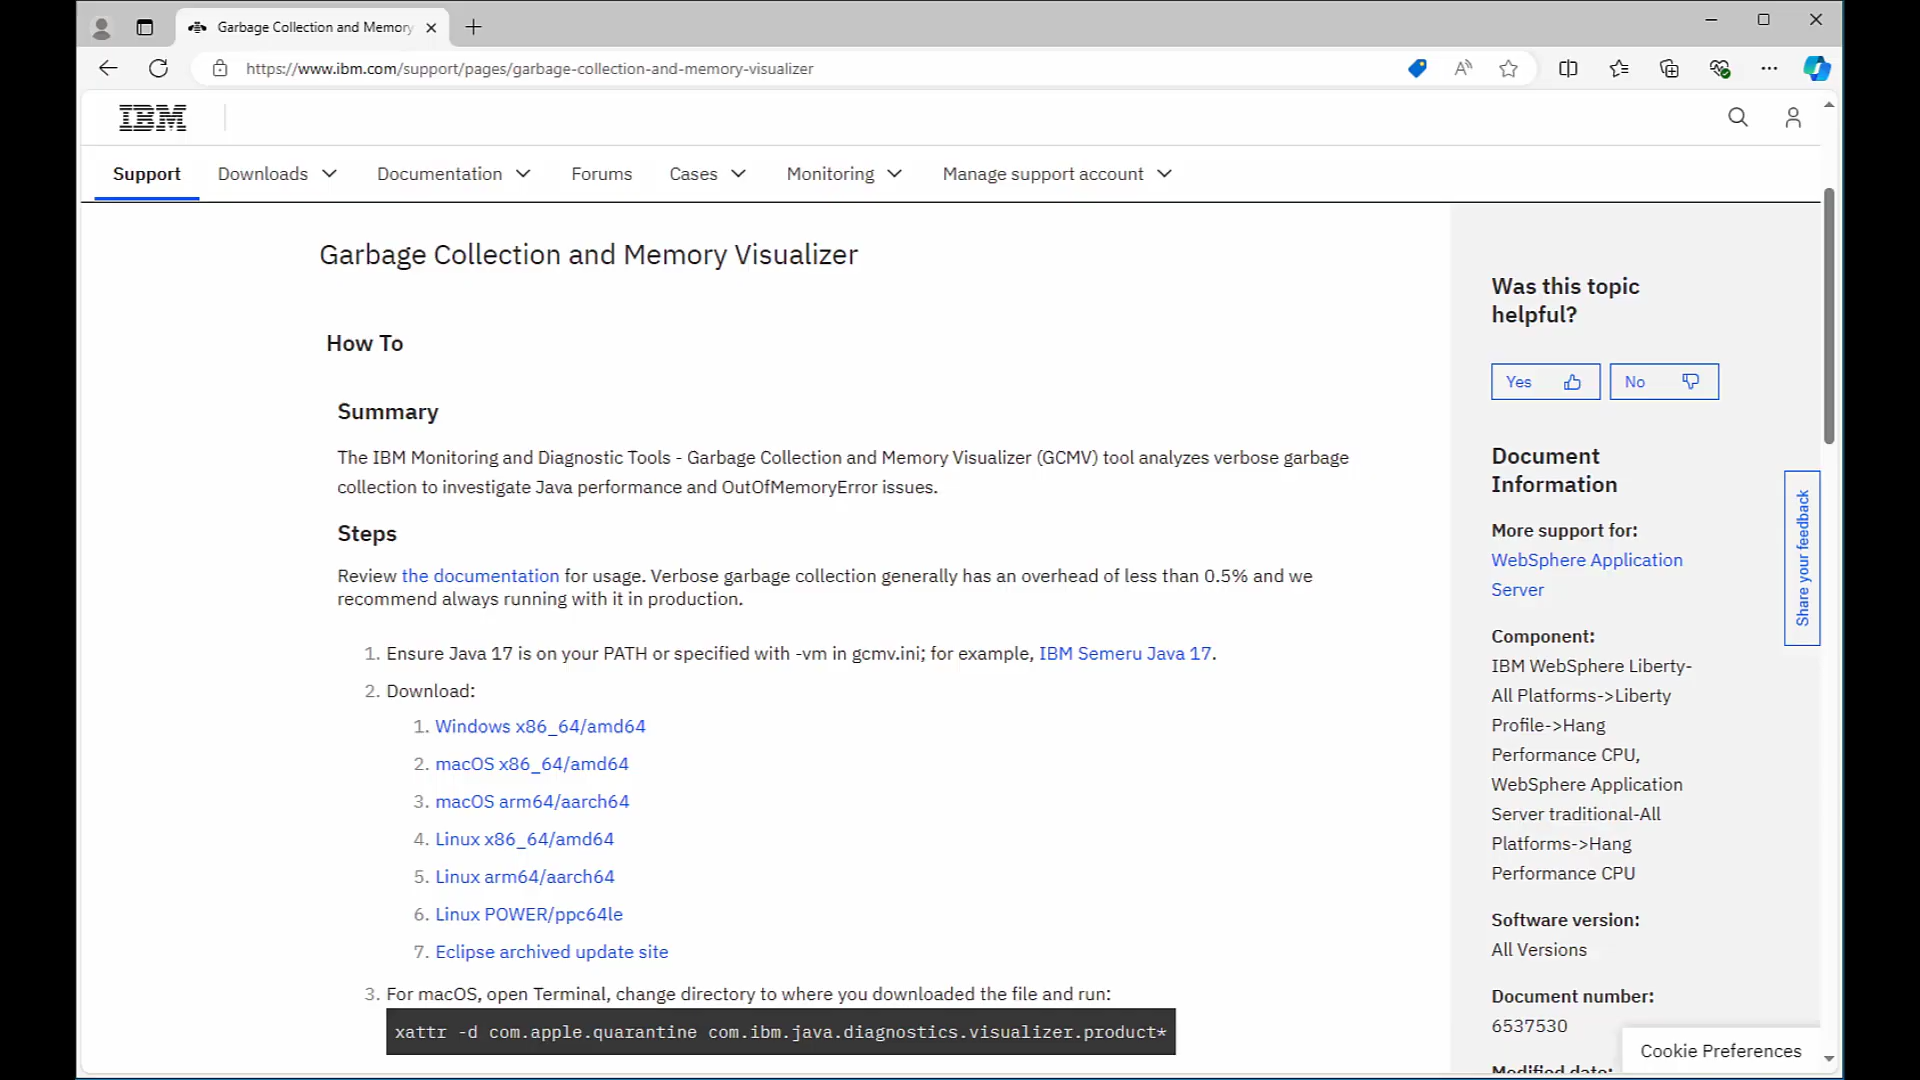 Garbage Collection and Memory
https://www.ibm.com/support/pages/garbage-collection-and-memory-visualizer
IBM
Support
Downloads
Documentation
Forums
Cases
Monitoring
Manage support account
Garbage Collection and Memory Visualizer
How To
Summary
The IBM Monitoring and Diagnostic Tools - Garbage Collection and Memory Visualizer (GCMV) tool analyzes verbose garbage
collection to investigate Java performance and OutOfMemoryError issues.
Steps
Review the documentation for usage. Verbose garbage collection generally has an overhead of less than 0.5% and we
recommend always running with it in production.
1. Ensure Java 17 is on your PATH or specified with -vm in gcmv.ini; for example, IBM Semeru Java 17.
2. Download:
1. Windows x86_64/amd64
2. macOS x86_64/amd64
3. macOS arm64/aarch64
4. Linux x86_64/amd64
5. Linux arm64/aarch64
6. Linux POWER/ppc64le
7. Eclipse archived update site
3. For macOS, open Terminal, change directory to where you downloaded the file and run:
xattr -d com.apple.quarantine com.ibm.java.diagnostics.visualizer.product*
Was this topic
helpful?
Yes
No
Document
Information
More support for:
WebSphere Application
Server
Component:
IBM WebSphere Liberty-
All Platforms->Liberty
Profile->Hang
Performance CPU,
WebSphere Application
Server traditional-All
Platforms->Hang
Performance CPU
Software version:
All Versions
Document number:
6537530
Modified date:
Share your feedback
Cookie Preferences